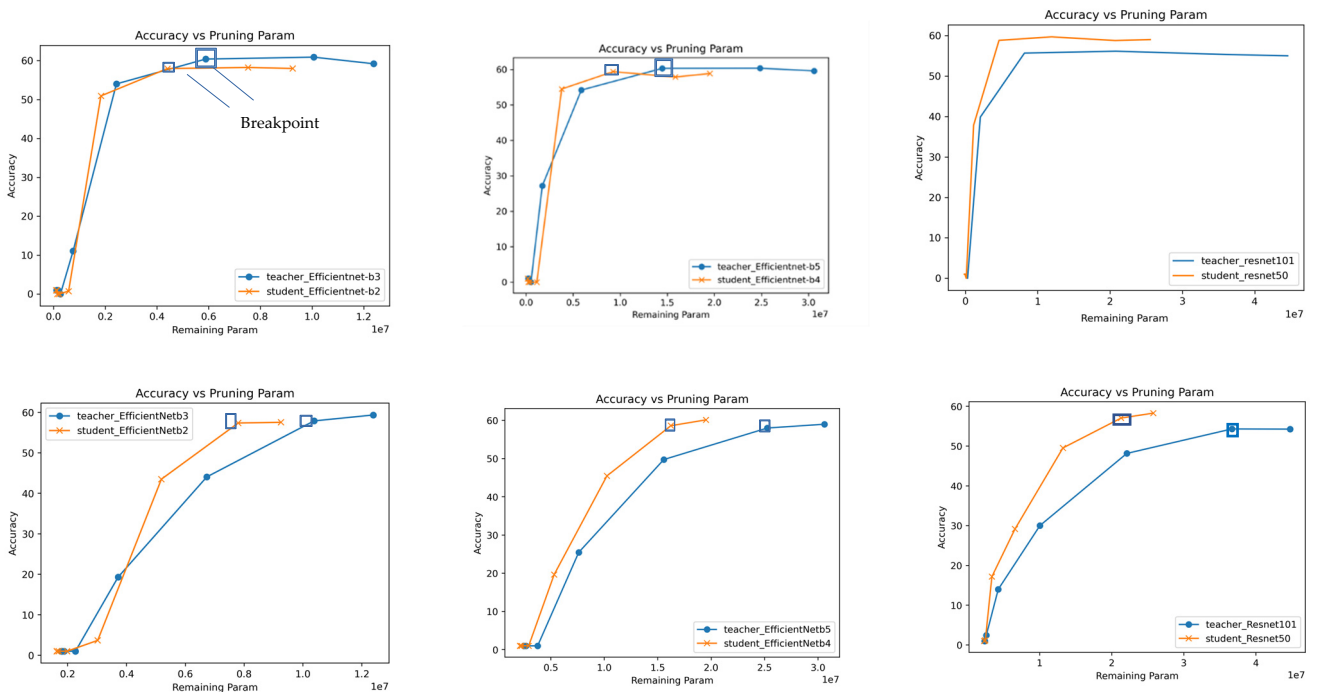 Accuracy vs Pruning Param
60
50
40
30
20
10
0
Accuracy
Breakpoint
teacher_Efficientnet-b3
student_Efficientnet-b2
0.0 0.2 0.4 0.6 0.8 1.0 1.2
1e7
Remaining Param
Accuracy vs Pruning Param
60
50
40
30
20
10
0
Accuracy
teacher_Efficientnet-b5
student_Efficientnet-b4
0.0 0.5 1.0 1.5 2.0 2.5 3.0
1e7
Remaining Param
Accuracy vs Pruning Param
60
50
40
30
20
10
0
Accuracy
teacher_resnet101
student_resnet50
0 1 2 3 4
1e7
Remaining Param
Accuracy vs Pruning Param
teacher_EfficientNetb3
student_EfficientNetb2
60
50
40
30
20
10
0
Accuracy
0.2 0.4 0.6 0.8 1.0 1.2
1e7
Remaining Param
Accuracy vs Pruning Param
60
50
40
30
20
10
0
Accuracy
teacher_EfficientNetb5
student_EfficientNetb4
0.5 1.0 1.5 2.0 2.5 3.0
1e7
Remaining Param
Accuracy vs Pruning Param
60
50
40
30
20
10
0
Accuracy
teacher_Resnet101
student_Resnet50
1 2 3 4
1e7
Remaining Param